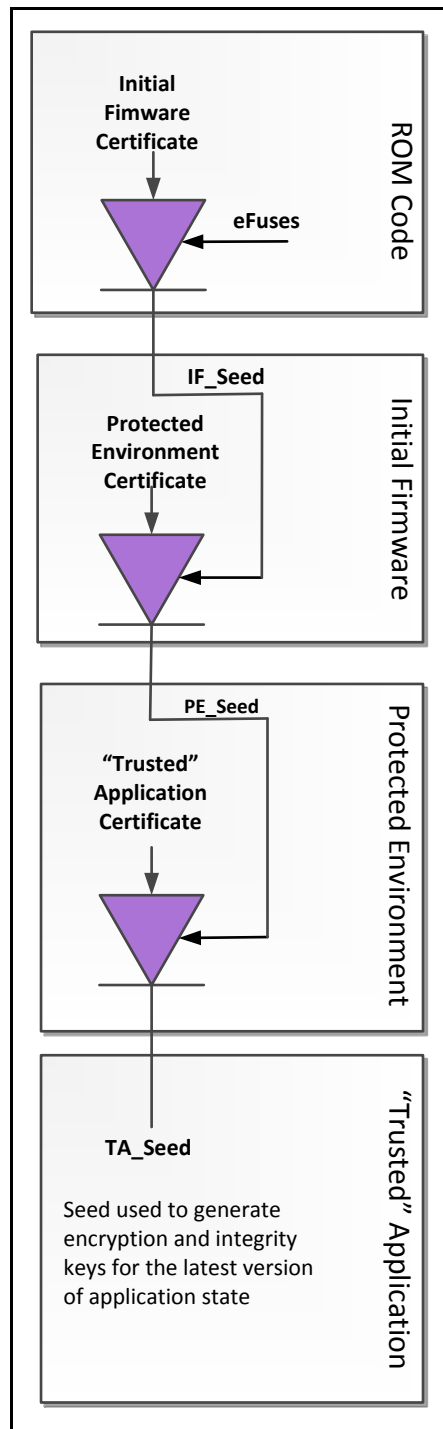 Initial
Fimware
Certificate
eFuses
ROM Code
IF_Seed
Protected
Environment
Certificate
Initial Firmware
PE_Seed
“Trusted”
Application
Certificate
Protected Environment
TA_Seed
Seed used to generate
encryption and integrity
keys for the latest version
of application state
“Trusted” Application